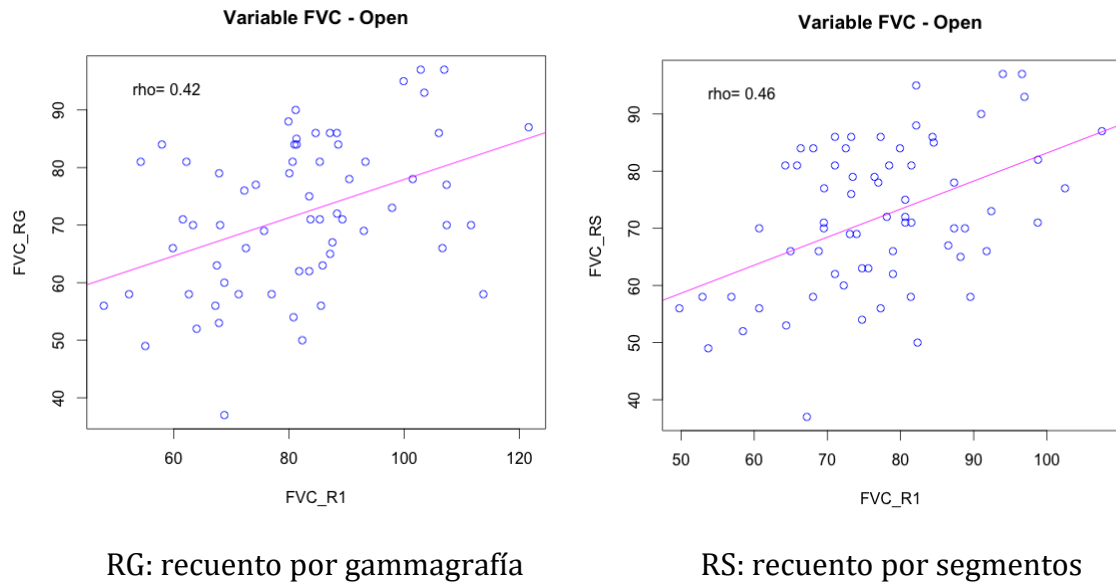 Variable FVC - Open
rho= 0.42
FVC_RG
90
80
70
60
50
40
60
80
100
120
FVC_R1
RG: recuento por gammagrafía
Variable FVC - Open
rho= 0.46
FVC_RS
90
80
70
60
50
40
50
60
70
80
90
100
FVC_R1
RS: recuento por segmentos